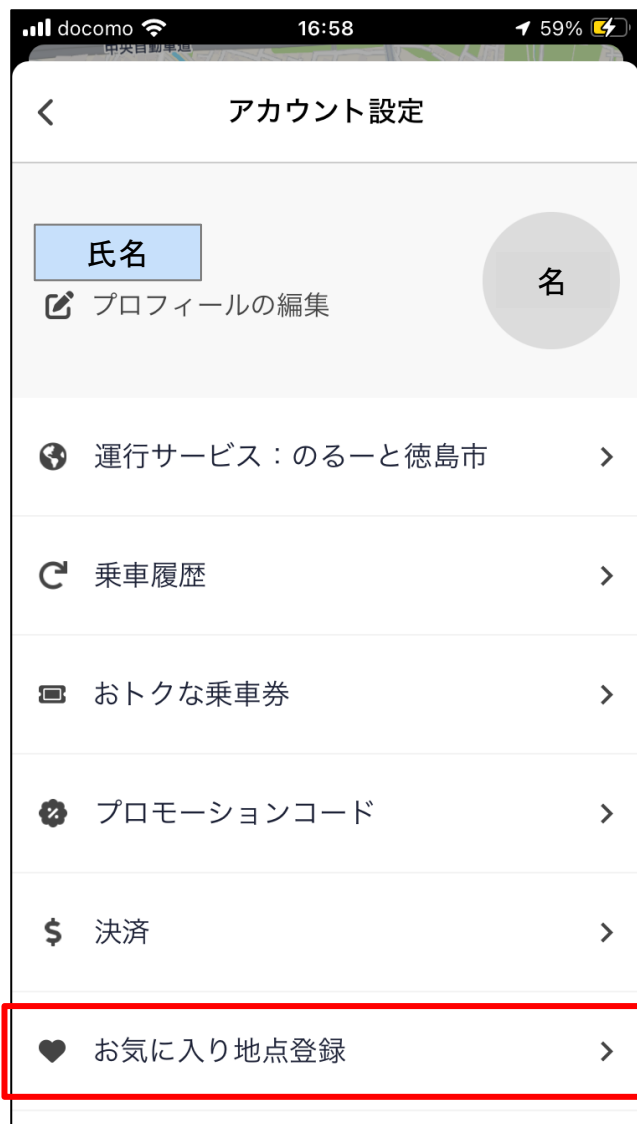 docomo 16:58 59%
中央自動車道
アカウント設定
氏名
名
プロフィールの編集
運行サービス：のるーと徳島市
乗車履歴
おトクな乗車券
プロモーションコード
決済
お気に入り地点登録